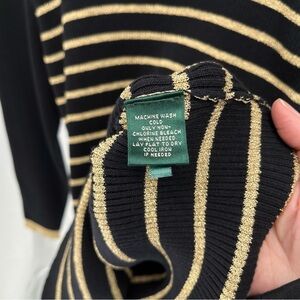 MACHINE WASH
COLD
ONLY NON-
CHLORINE BLEACH
WHEN NEEDED
LAY FLAT TO DRY
COOL IRON
IF NEEDED